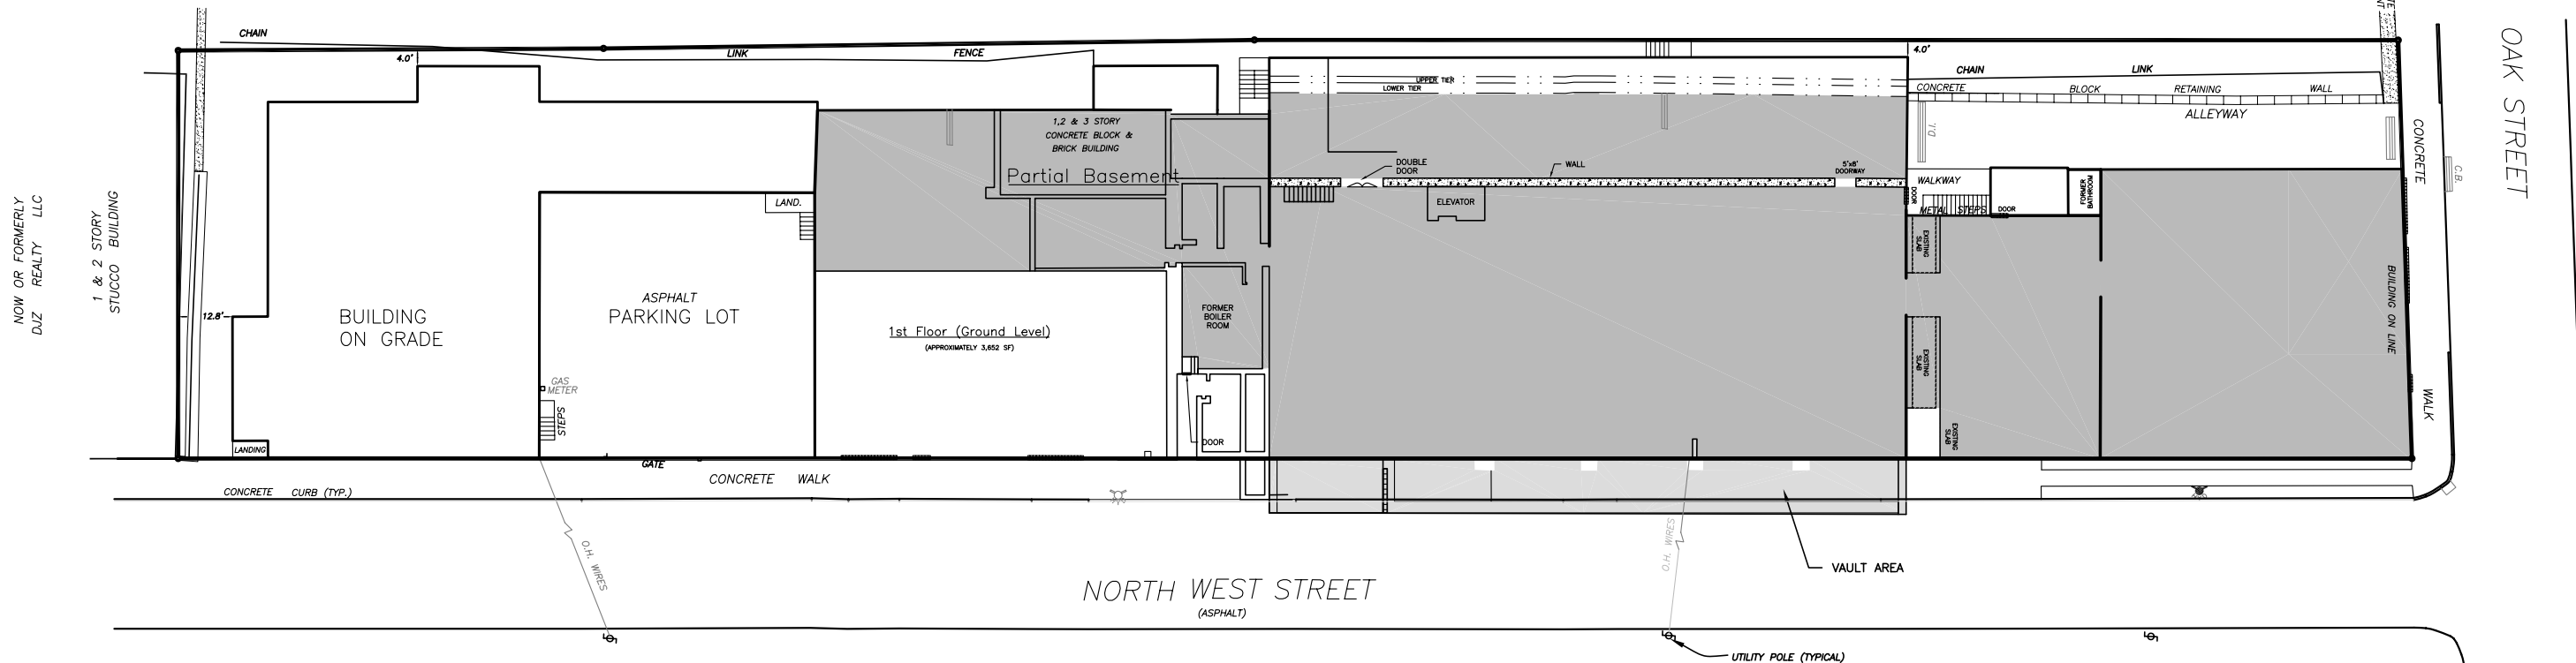 CHAIN
LINK
FENCE
4.0'
UPPER TIER
LOWER TIER
4.0'
CHAIN
LINK
CONCRETE
BLOCK
RETAINING
WALL
ALLEYWAY
OAK STREET
CONCRETE
WALK
C.B.
T.D.
1,2 & 3 STORY
CONCRETE BLOCK &
BRICK BUILDING
Partial Basement
DOUBLE
DOOR
WALL
5'x8'
DOORWAY
ELEVATOR
DOOR
WALKWAY
METAL STEPS
DOOR
FORMER
BATHROOM
EXISTING
SLAB
EXISTING
SLAB
EXISTING
SLAB
BUILDING ON LINE
NOW OR FORMERLY
DJZ REALTY LLC
1 & 2 STORY
STUCCO BUILDING
12.8'
BUILDING
ON GRADE
LAND.
ASPHALT
PARKING LOT
GAS
METER
STEPS
LANDING
1st Floor (Ground Level)
(APPROXIMATELY 3,652 SF)
FORMER
BOILER
ROOM
DOOR
GATE
CONCRETE WALK
CONCRETE CURB (TYP.)
O.H. WIRES
O.H. WIRES
NORTH WEST STREET
(ASPHALT)
VAULT AREA
UTILITY POLE (TYPICAL)